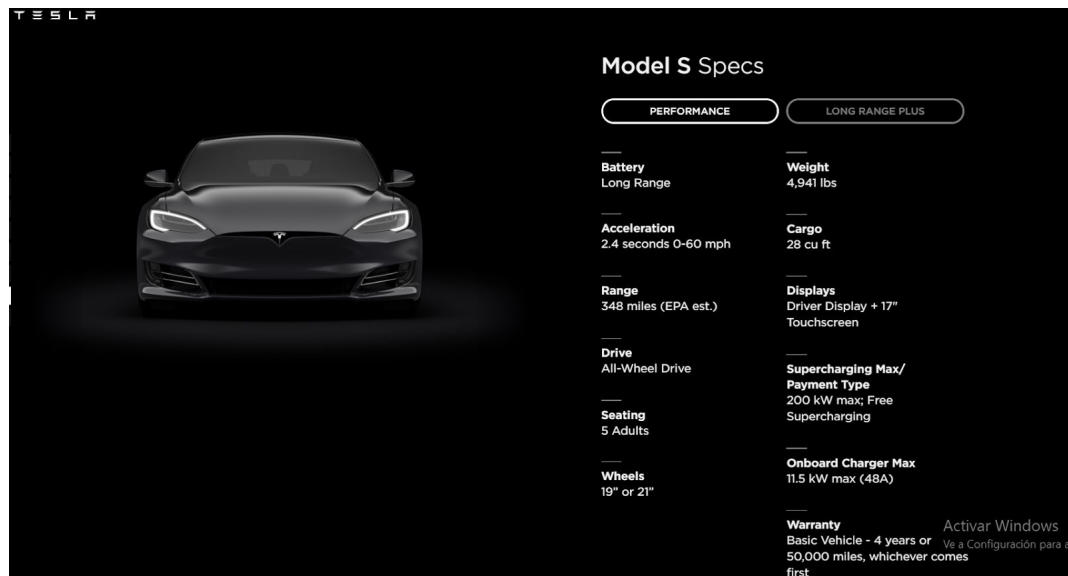 TESLA
Model S Specs
PERFORMANCE
LONG RANGE PLUS
Battery
Long Range
Acceleration
2.4 seconds 0-60 mph
Range
348 miles (EPA est.)
Drive
All-Wheel Drive
Seating
5 Adults
Wheels
19” or 21”
Weight
4,941 lbs
Cargo
28 cu ft
Displays
Driver Display + 17”
Touchscreen
Supercharging Max/
Payment Type
200 kW max; Free
Supercharging
Onboard Charger Max
11.5 kW max (48A)
Warranty
Basic Vehicle - 4 years or
50,000 miles, whichever comes
first
Activar Windows
Ve a Configuración para a